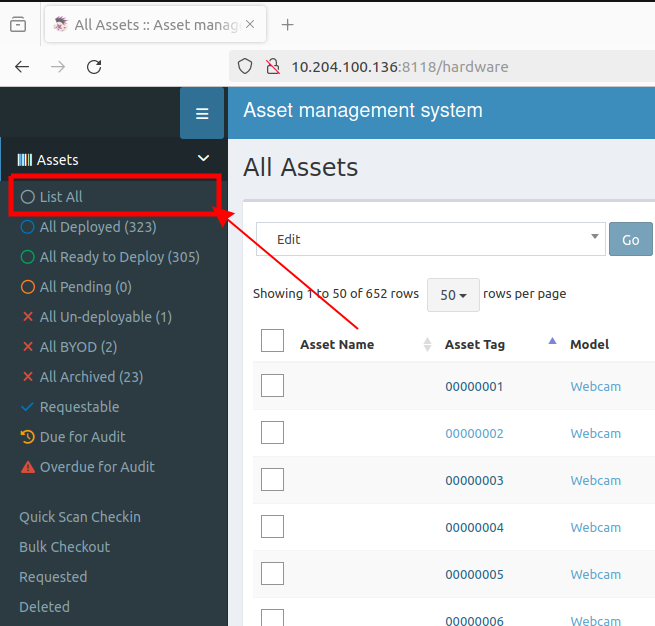 All Assets :: Asset manag
10.204.100.136:8118/hardware
Asset management system
Assets
List All
All Deployed (323)
All Ready to Deploy (305)
All Pending (0)
All Un-deployable (1)
All BYOD (2)
All Archived (23)
Requestable
Due for Audit
Overdue for Audit
Quick Scan Checkin
Bulk Checkout
Requested
Deleted
All Assets
Edit
Go
Showing 1 to 50 of 652 rows 50 rows per page
Asset Name Asset Tag Model
00000001 Webcam
00000002 Webcam
00000003 Webcam
00000004 Webcam
00000005 Webcam
00000006 Webcam